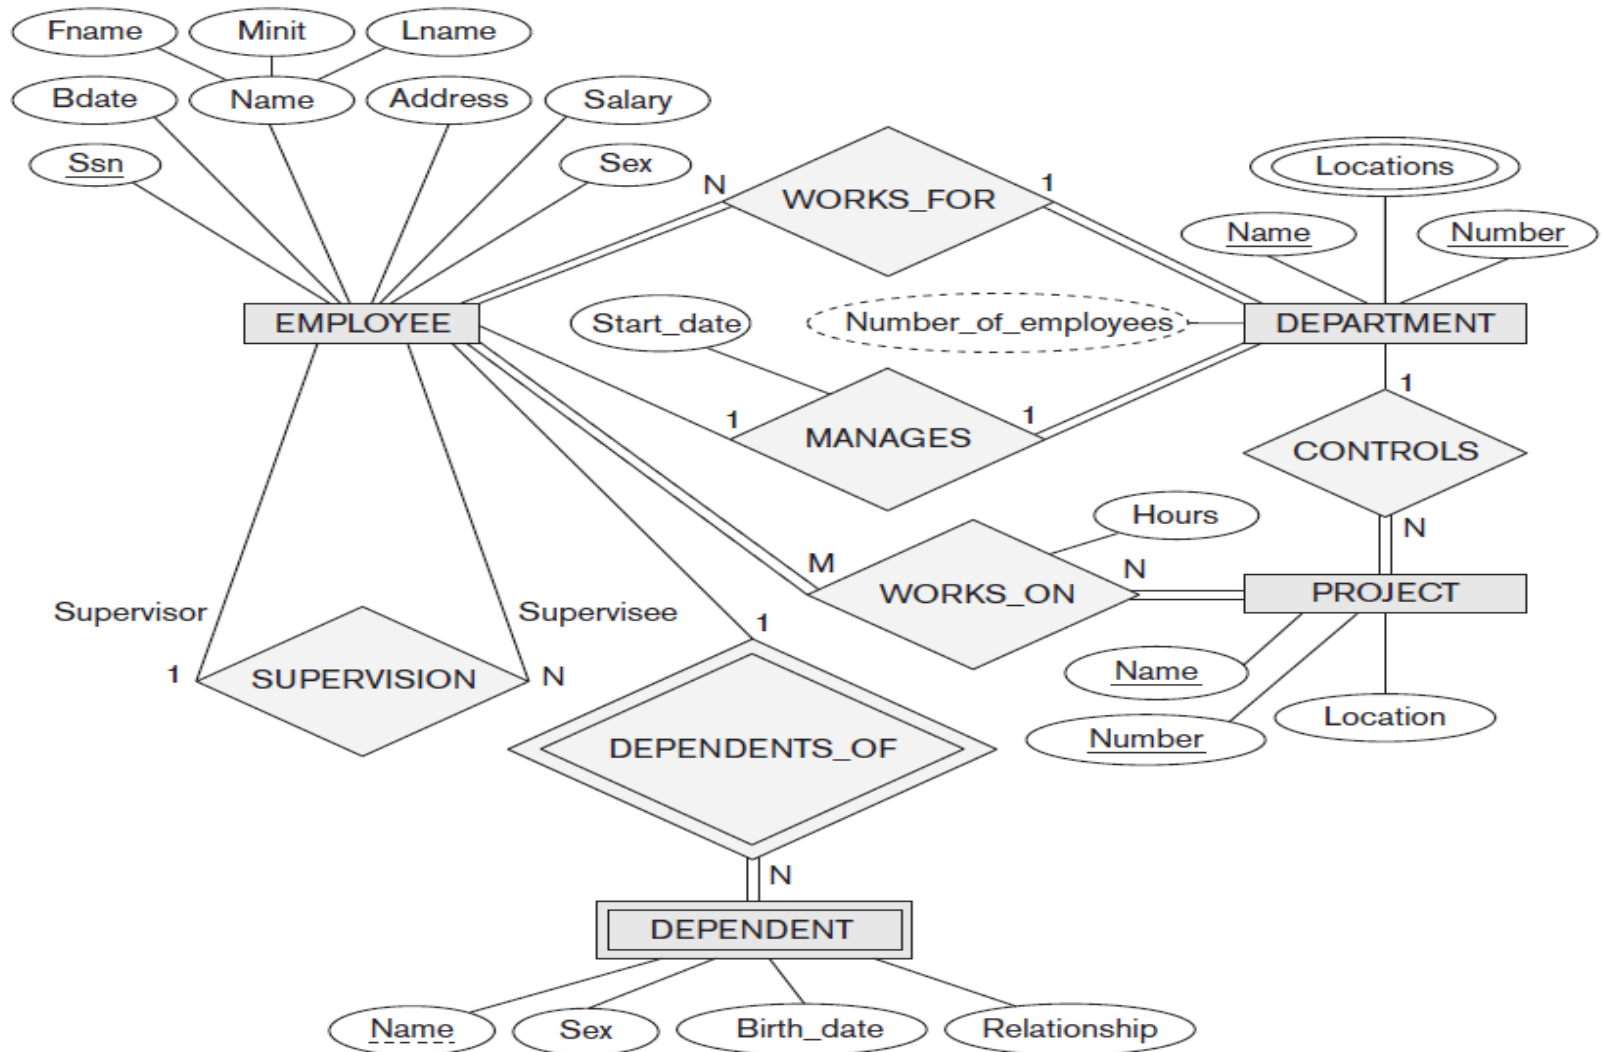 Fname Minit Lname
Bdate Name Address Salary
Ssn Sex
N WORKS_FOR 1
Locations
Name Number
EMPLOYEE Start_date Number_of_employees DEPARTMENT
1 MANAGES 1
1
CONTROLS
N
Hours
M WORKS_ON N PROJECT
Supervisor Supervisee
1 SUPERVISION N
1
Name
Location
Number
DEPENDENTS_OF
N
DEPENDENT
Name Sex Birth_date Relationship